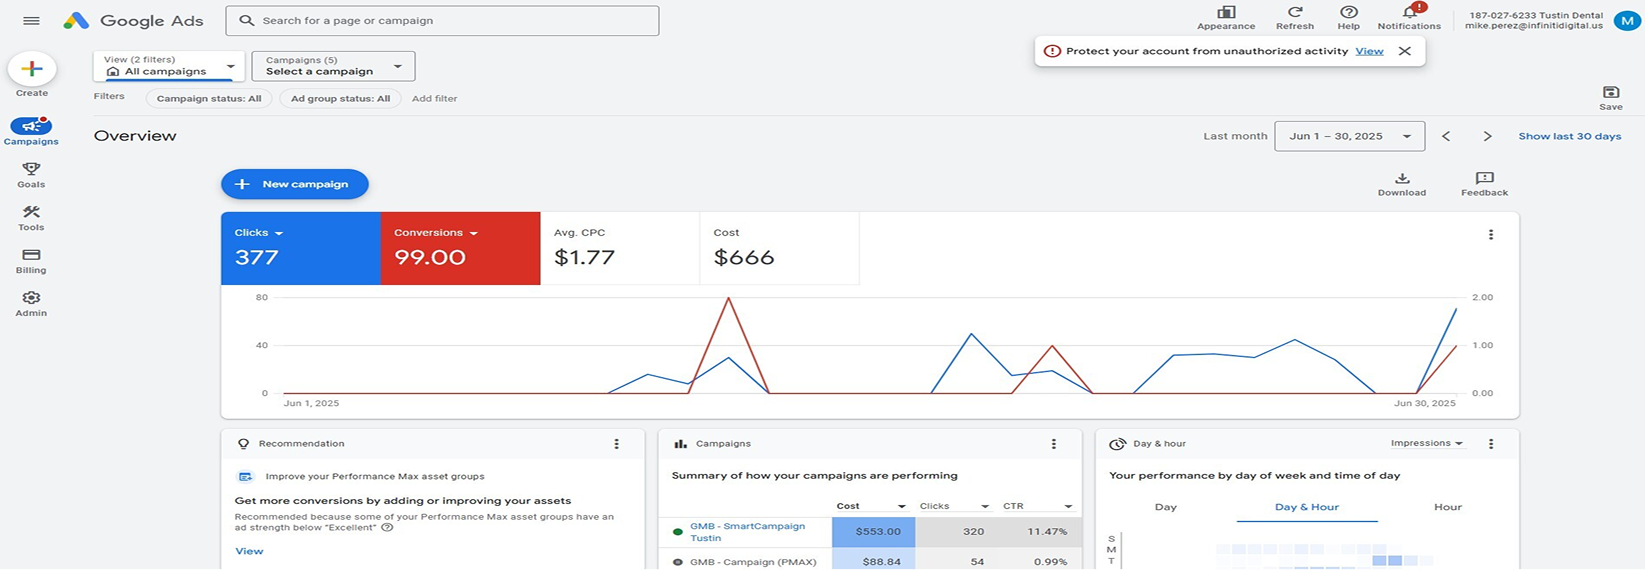 Google Ads
Search for a page or campaign
Appearance
Refresh
Help
Notifications
187-027-6233 Tustin Dental
mike.perez@infinitidigital.us
M
Protect your account from unauthorized activity View
Create
View (2 filters)
All campaigns
Campaigns (5)
Select a campaign
Filters
Campaign status: All
Ad group status: All
Add filter
Save
Campaigns
Goals
Tools
Billing
Admin
Overview
Last month
Jun 1 – 30, 2025
Show last 30 days
New campaign
Download
Feedback
Clicks
377
Conversions
99.00
Avg. CPC
$1.77
Cost
$666
80
40
0
2.00
1.00
0.00
Jun 1, 2025
Jun 30, 2025
Recommendation
Improve your Performance Max asset groups
Get more conversions by adding or improving your assets
Recommended because some of your Performance Max asset groups have an
ad strength below "Excellent"
View
Campaigns
Summary of how your campaigns are performing
Cost Clicks CTR
GMB - SmartCampaign
Tustin
$553.00 320 11.47%
GMB - Campaign (PMAX) $88.84 54 0.99%
Day & hour
Impressions
Your performance by day of week and time of day
Day Day & Hour Hour
S
M
T